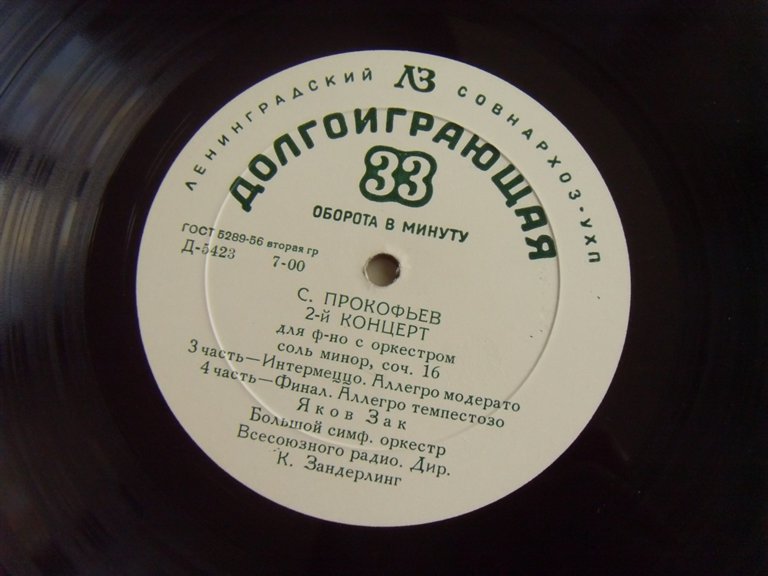 ЛЕНИНГРАДСКИЙ ЛЗ СОВНАРХОЗ-УХП
ДОЛГОИГРАЮЩАЯ
33
ОБОРОТА В МИНУТУ
ГОСТ 5289-56 вторая гр
Д-5423 7-00
С. ПРОКОФЬЕВ
2-й КОНЦЕРТ
для ф-но с оркестром
соль минор, соч. 16
3 часть—Интермеццо. Аллегро модерато
4 часть—Финал. Аллегро темпестозо
Яков Зак
Большой симф. оркестр
Всесоюзного радио. Дир.
К. Зандерлинг